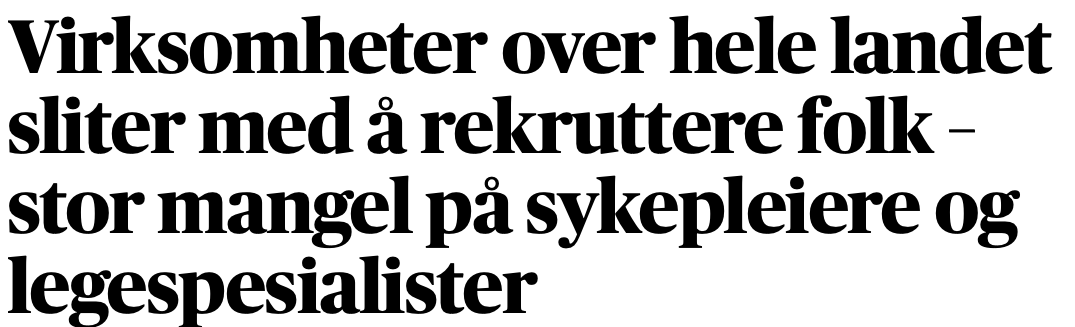 Virksomheter over hele landet
sliter med å rekruttere folk –
stor mangel på sykepleiere og
legespesialister